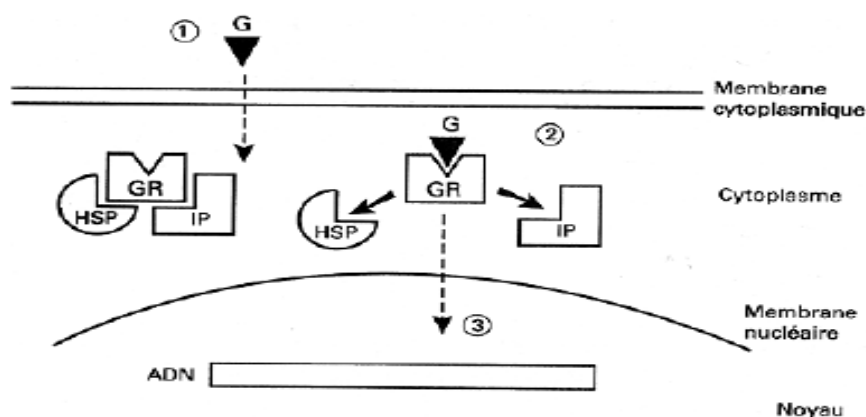 ① G
Membrane
cytoplasmique
G ②
GR GR
HSP IP HSP IP
Cytoplasme
Membrane
nucléaire
③
ADN
Noyau